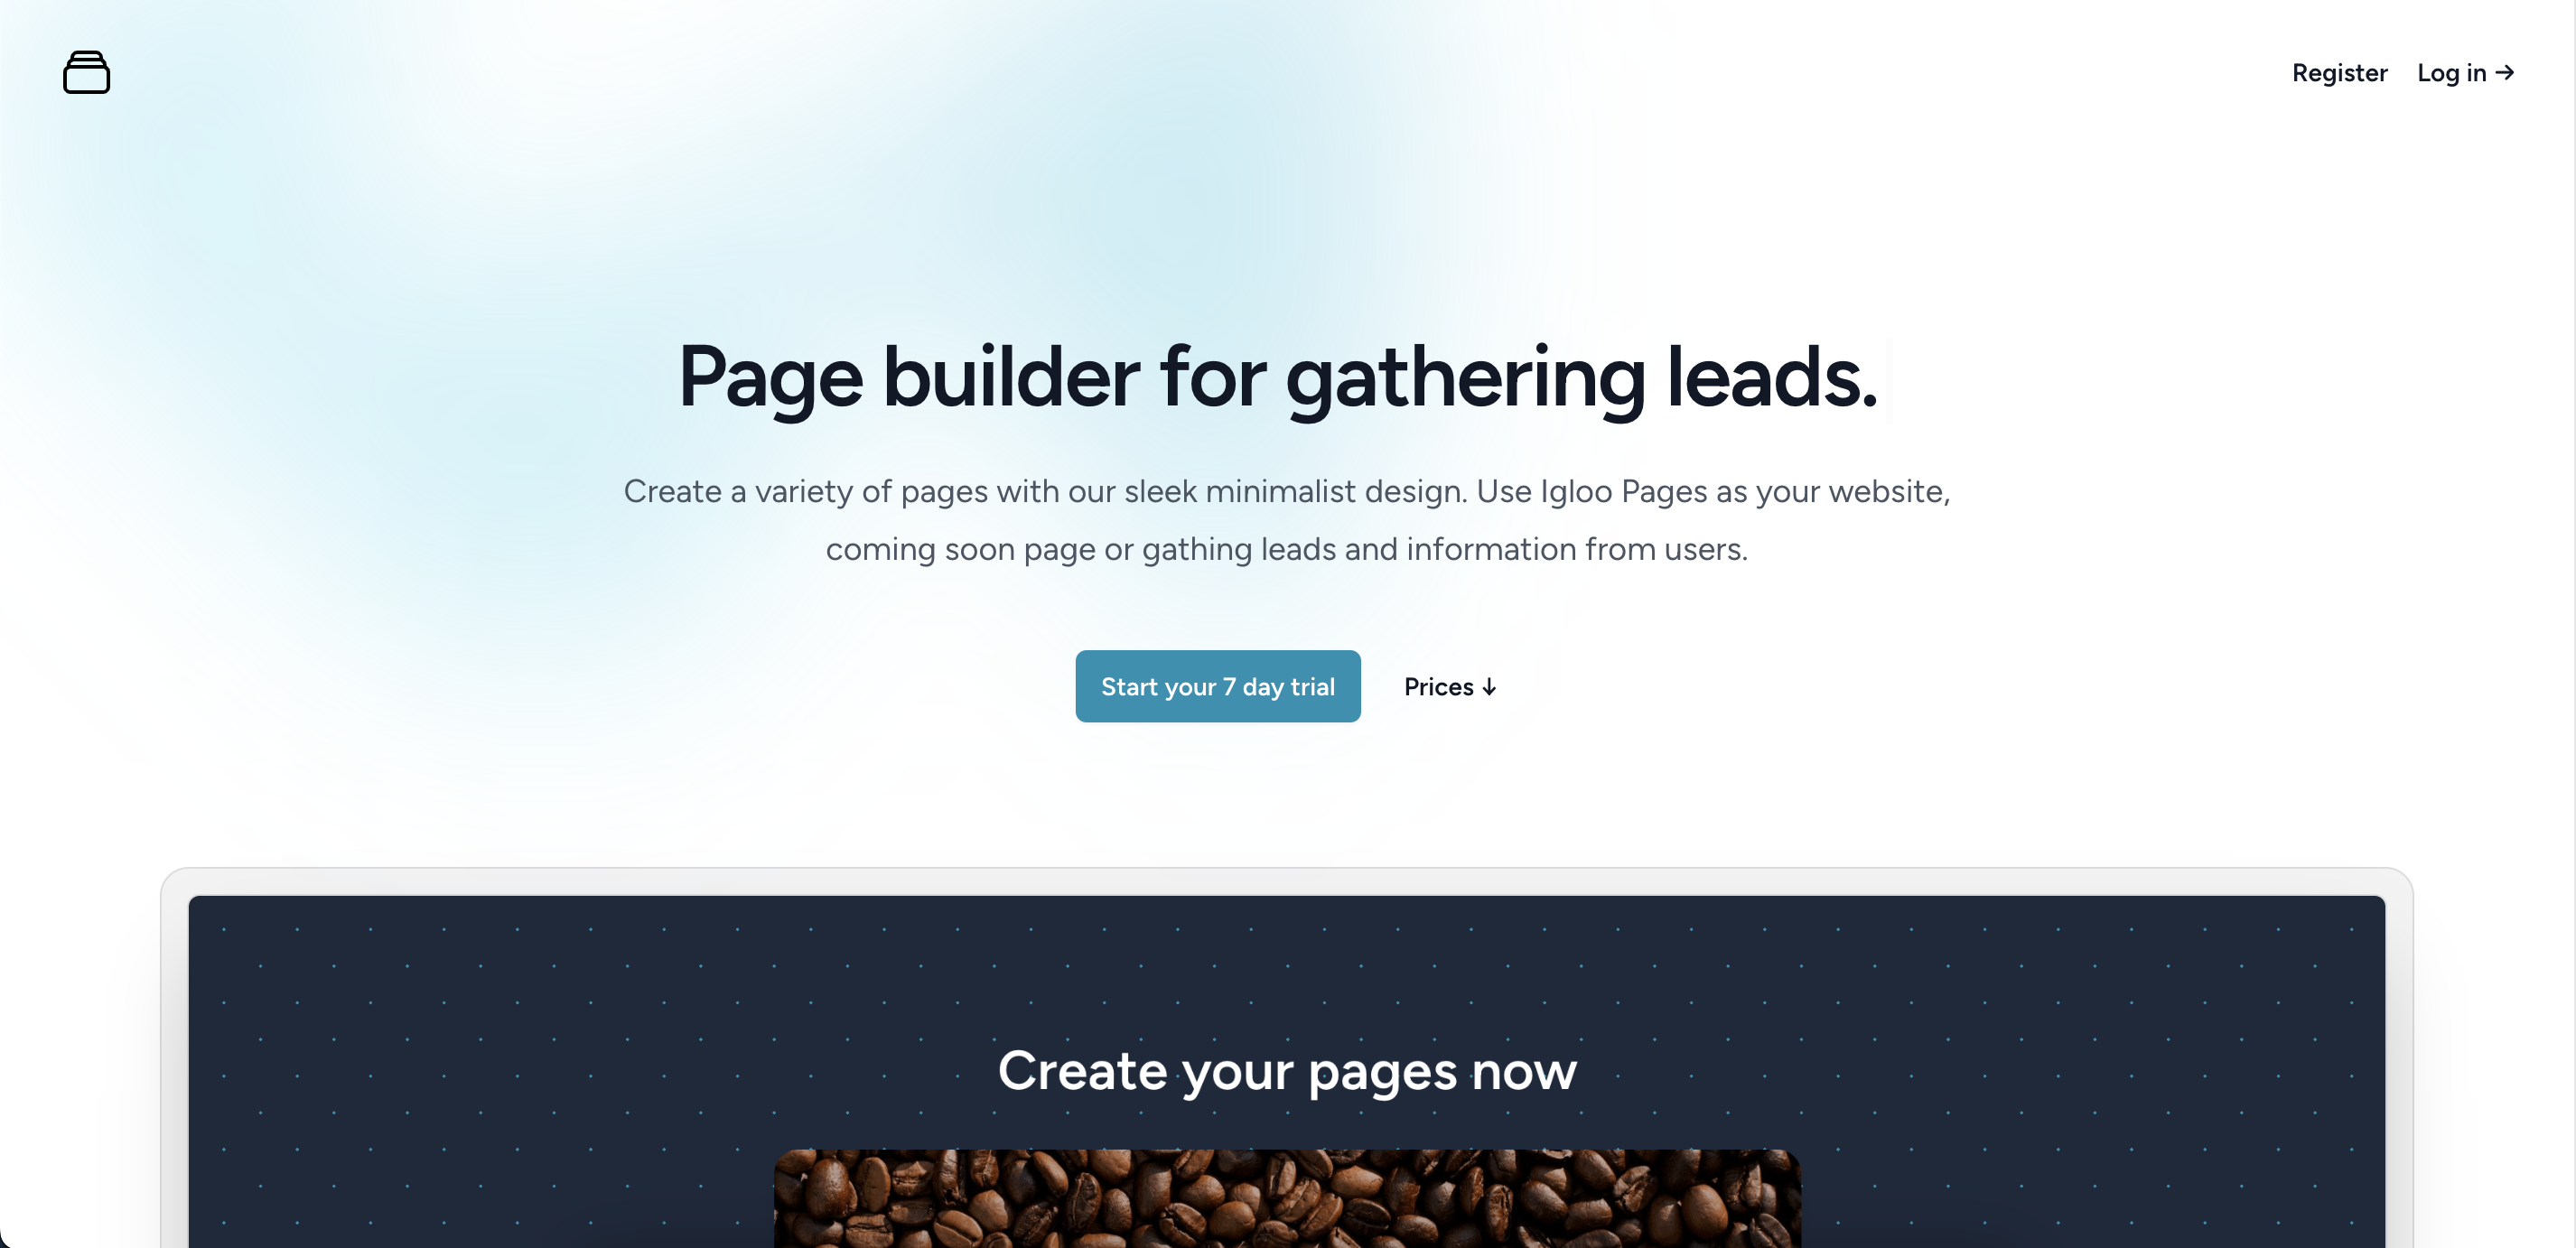 Register
Log in →
Page builder for gathering leads.
Create a variety of pages with our sleek minimalist design. Use Igloo Pages as your website,
coming soon page or gathing leads and information from users.
Start your 7 day trial
Prices ↓
Create your pages now